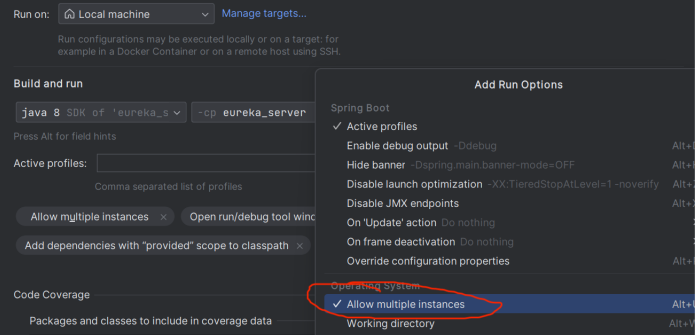 Run on: Local machine Manage targets...
Run configurations may be executed locally or on a target: for
example in a Docker Container or on a remote host using SSH.
Build and run
java 8 SDK of 'eureka_s -cp eureka_server
Press Alt for field hints
Active profiles:
Comma separated list of profiles
Allow multiple instances × Open run/debug tool wind
Add dependencies with “provided” scope to classpath ×
Code Coverage
Packages and classes to include in coverage data
Add Run Options
Spring Boot
Active profiles
Enable debug output -Ddebug Alt+D
Hide banner -Dspring.main.banner-mode=OFF Alt+H
Disable launch optimization -XX:TieredStopAtLevel=1 -noverify Alt+Z
Disable JMX endpoints Alt+X
On 'Update' action Do nothing
On frame deactivation Do nothing
Override configuration properties Alt+P
Operating System
Allow multiple instances Alt+U
Working directory Alt+W